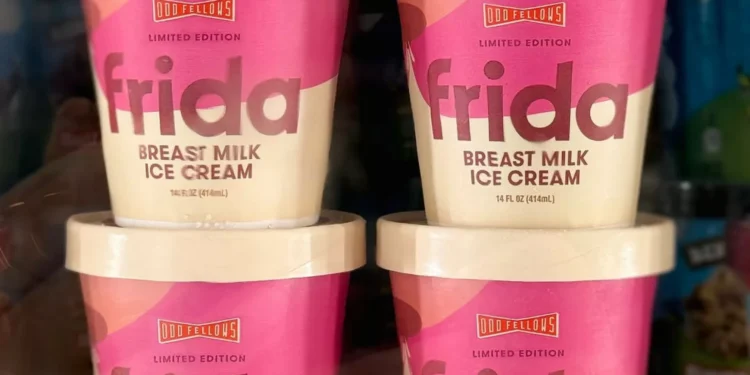 ODD FELLOWS
LIMITED EDITION
frida
BREAST MILK
ICE CREAM
14 FL OZ (414mL)
ODD FELLOWS
LIMITED EDITION
frida
BREAST MILK
ICE CREAM
14 FL OZ (414mL)
ODD FELLOWS
LIMITED EDITION
ODD FELLOWS
LIMITED EDITION